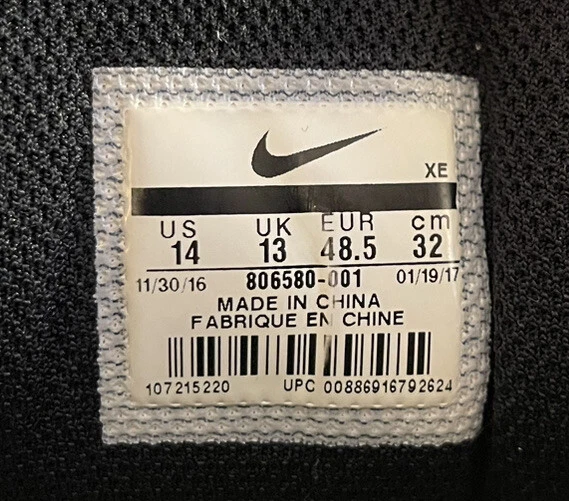 XE
US UK EUR cm
14 13 48.5 32
11/30/16 806580-001 01/19/17
MADE IN CHINA
FABRIQUE EN CHINE
107215220 UPC 00886916792624